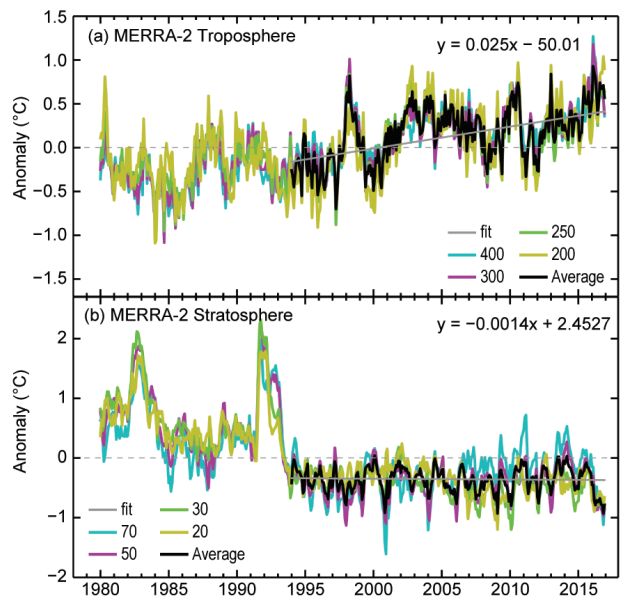 (a) MERRA-2 Troposphere
y = 0.025x − 50.01
Anomaly (°C)
1.5
1.0
0.5
0.0
−0.5
−1.0
−1.5
fit
250
400
200
300
Average
(b) MERRA-2 Stratosphere
y = −0.0014x + 2.4527
Anomaly (°C)
2
1
0
−1
−2
fit
30
70
20
50
Average
1980 1985 1990 1995 2000 2005 2010 2015